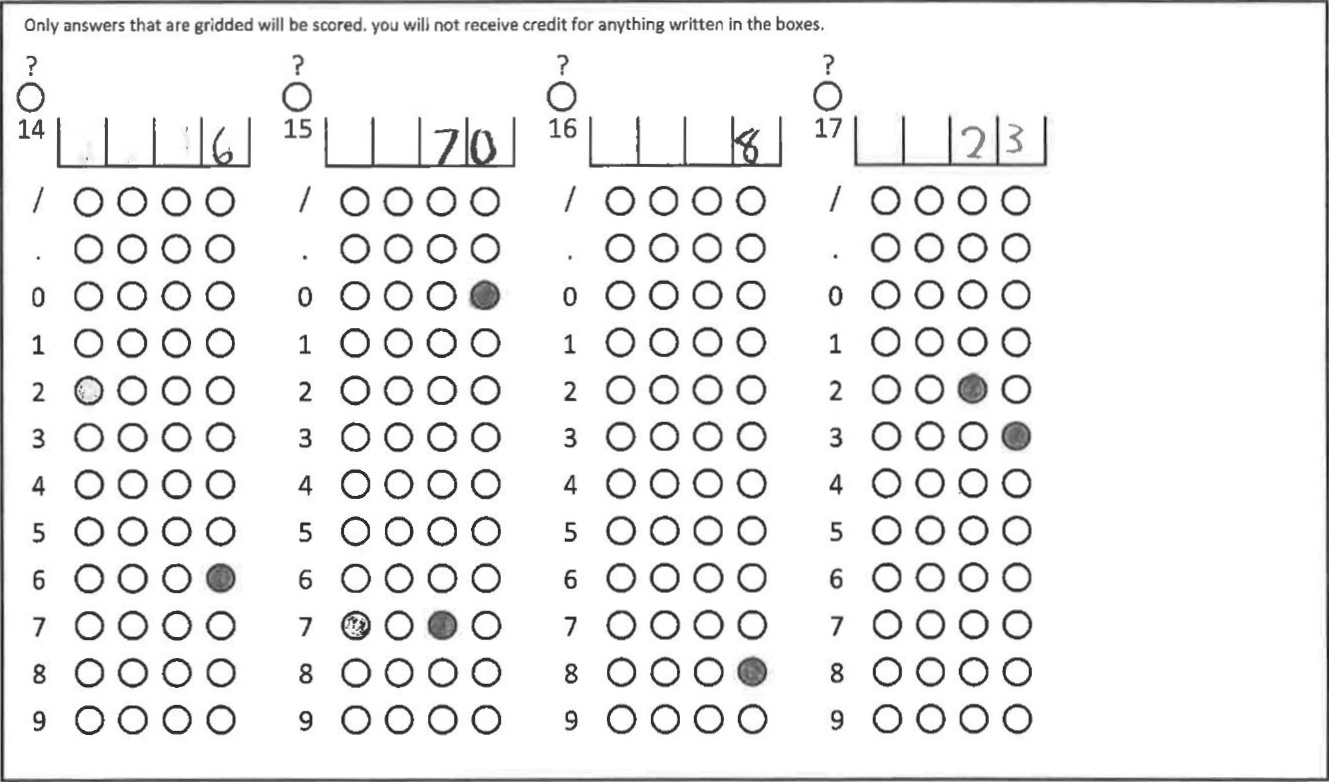 Only answers that are gridded will be scored. you will not receive credit for anything written in the boxes.
? ? ? ?
14 6 15 70 16 8 17 23
/ / / /
. . . .
0 0 0 0
1 1 1 1
2 2 2 2
3 3 3 3
4 4 4 4
5 5 5 5
6 6 6 6
7 7 7 7
8 8 8 8
9 9 9 9